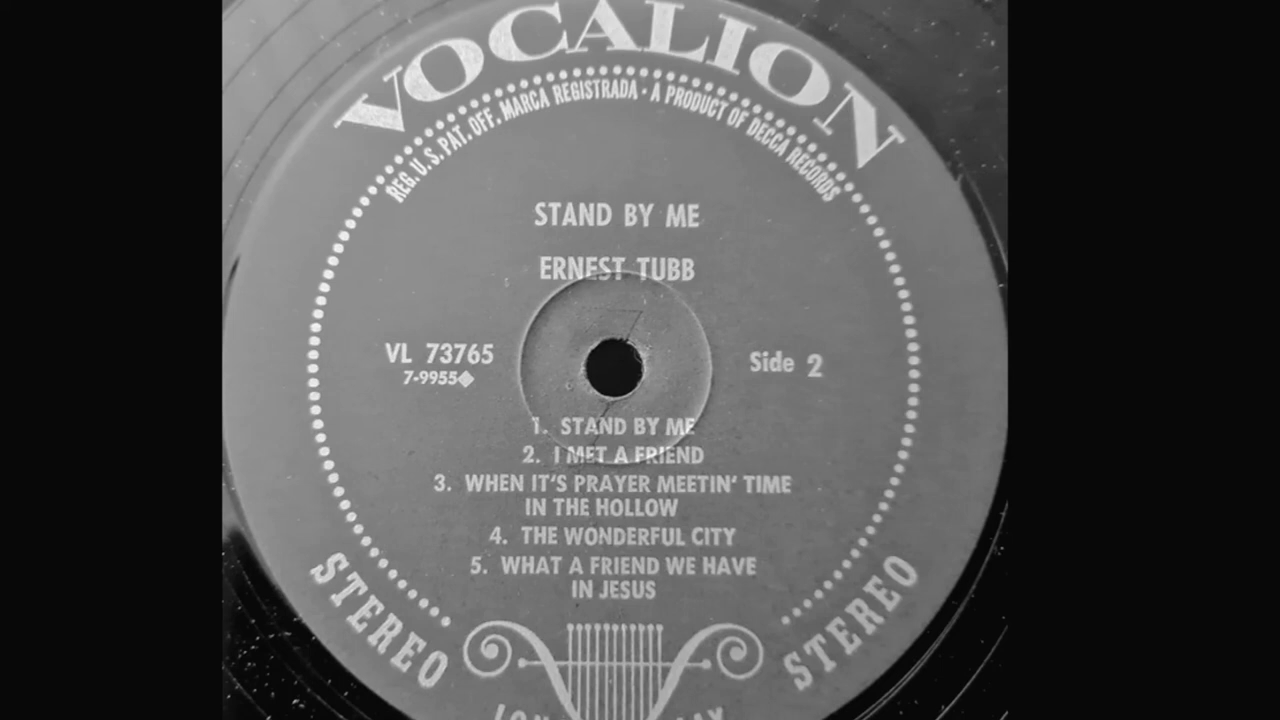 VOCALION
REG. U.S. PAT. OFF. MARCA REGISTRADA · A PRODUCT OF DECCA RECORDS
STAND BY ME
ERNEST TUBB
VL 73765
7-9955◆
Side 2
1. STAND BY ME
2. I MET A FRIEND
3. WHEN IT'S PRAYER MEETIN' TIME
IN THE HOLLOW
4. THE WONDERFUL CITY
5. WHAT A FRIEND WE HAVE
IN JESUS
STEREO
STEREO